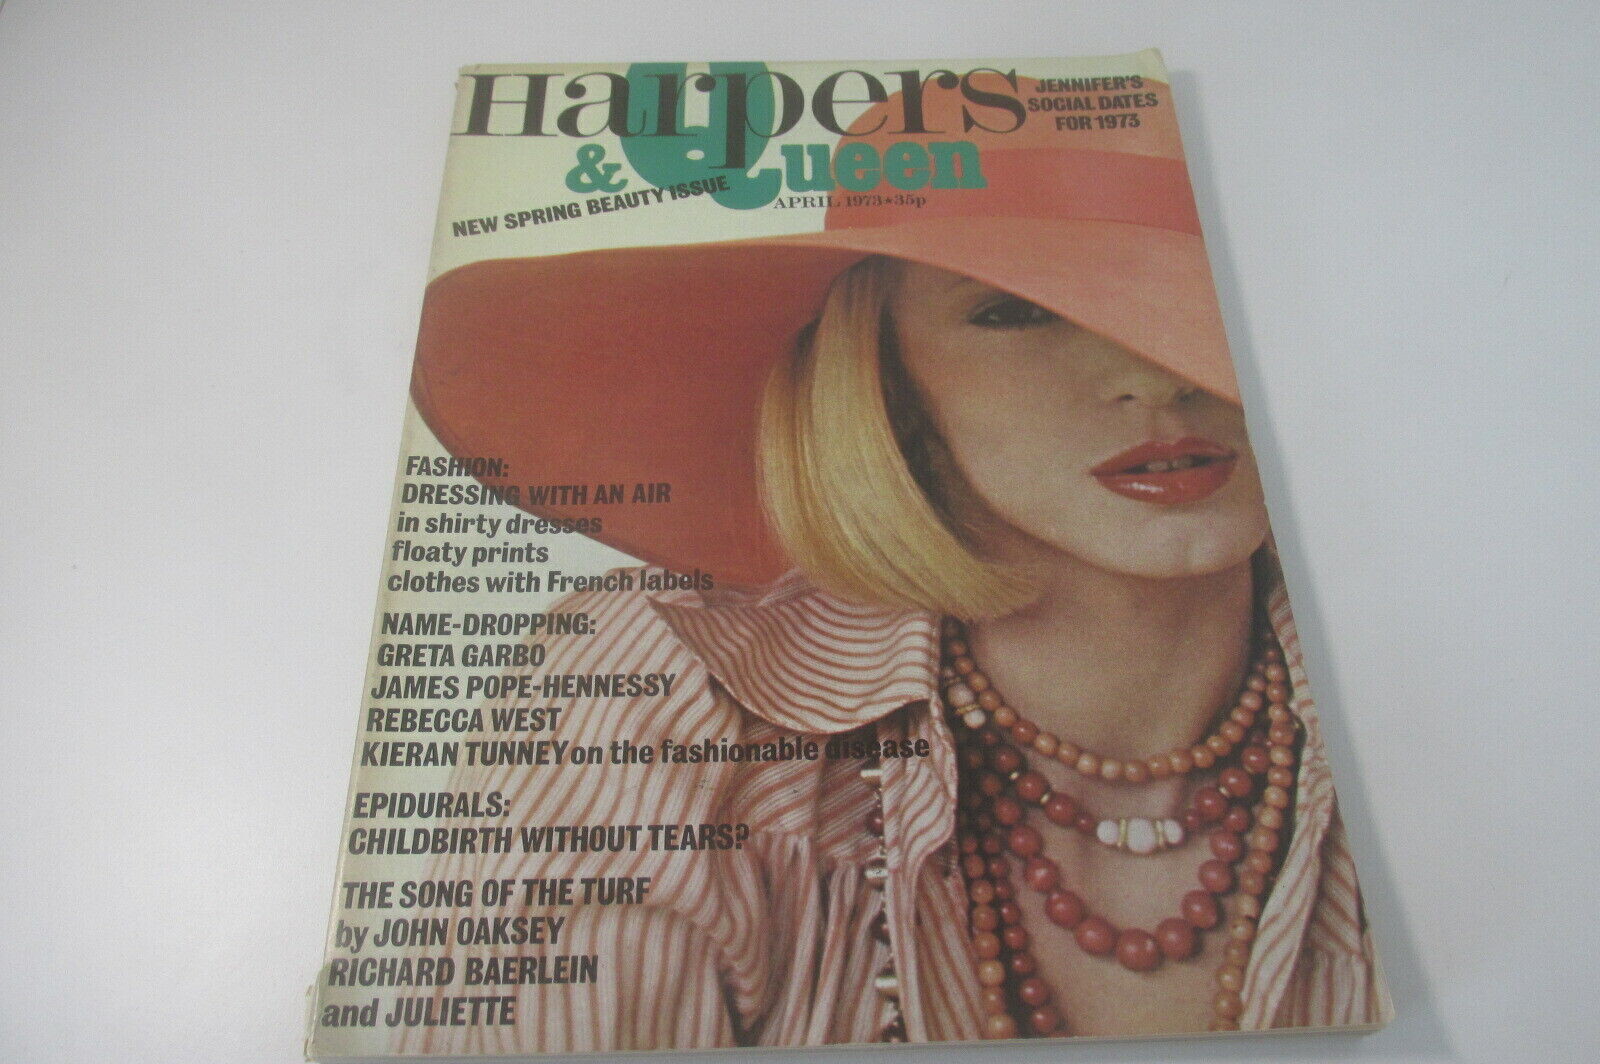 Harpers
& Queen
JENNIFER'S
SOCIAL DATES
FOR 1973
NEW SPRING BEAUTY ISSUE
APRIL 1973★35p
FASHION:
DRESSING WITH AN AIR
in shirty dresses
floaty prints
clothes with French labels
NAME-DROPPING:
GRETA GARBO
JAMES POPE-HENNESSY
REBECCA WEST
KIERAN TUNNEY on the fashionable disease
EPIDURALS:
CHILDBIRTH WITHOUT TEARS?
THE SONG OF THE TURF
by JOHN OAKSEY
RICHARD BAERLEIN
and JULIETTE